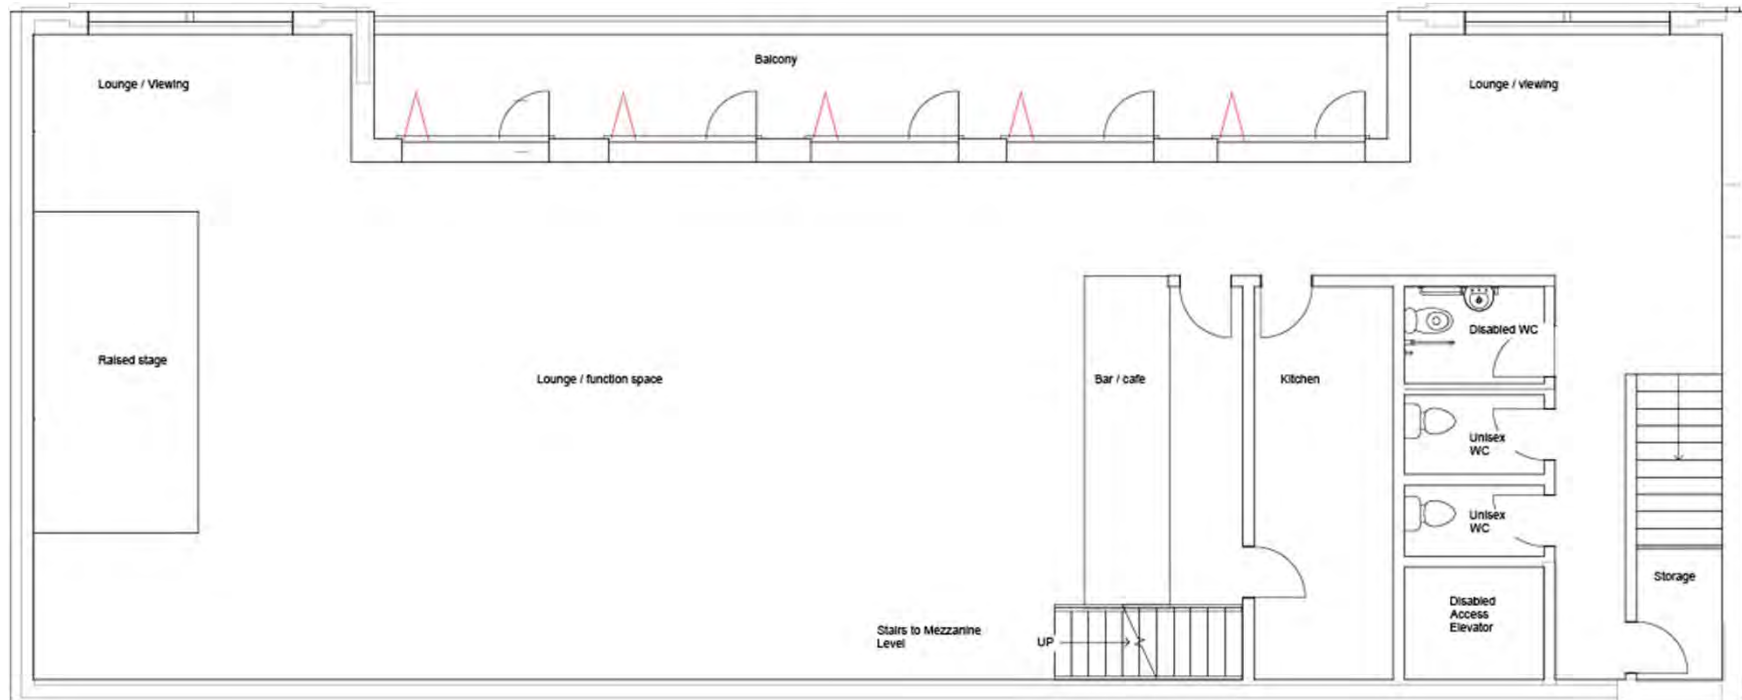 Balcony
Lounge / Viewing
Lounge / viewing
Disabled WC
Raised stage
Lounge / function space
Bar / cafe
Kitchen
Unisex
WC
Unisex
WC
Storage
Disabled
Access
Elevator
Stairs to Mezzanine
Level
UP